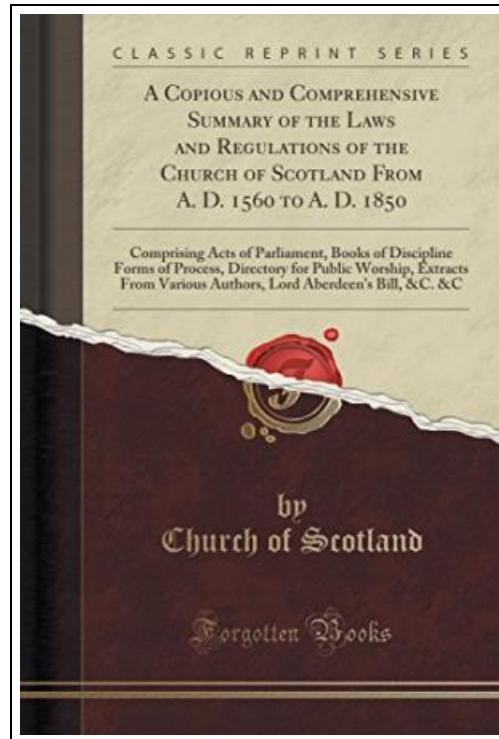 CLASSIC REPRINT SERIES
A COPIOUS AND COMPREHENSIVE
SUMMARY OF THE LAWS
AND REGULATIONS OF THE
CHURCH OF SCOTLAND FROM
A. D. 1560 TO A. D. 1850
Comprising Acts of Parliament, Books of Discipline
Forms of Process, Directory for Public Worship, Extracts
From Various Authors, Lord Aberdeen's Bill, &C. &C
F
by
Church of Scotland
Forgotten Books